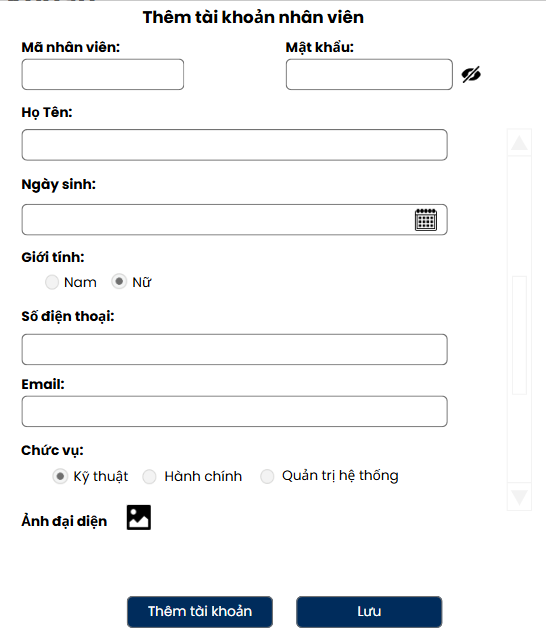 Thêm tài khoản nhân viên
Mã nhân viên: Mật khẩu:
Họ Tên:
Ngày sinh:
Giới tính:
Nam Nữ
Số điện thoại:
Email:
Chức vụ:
Kỹ thuật Hành chính Quản trị hệ thống
Ảnh đại diện
Thêm tài khoản Lưu